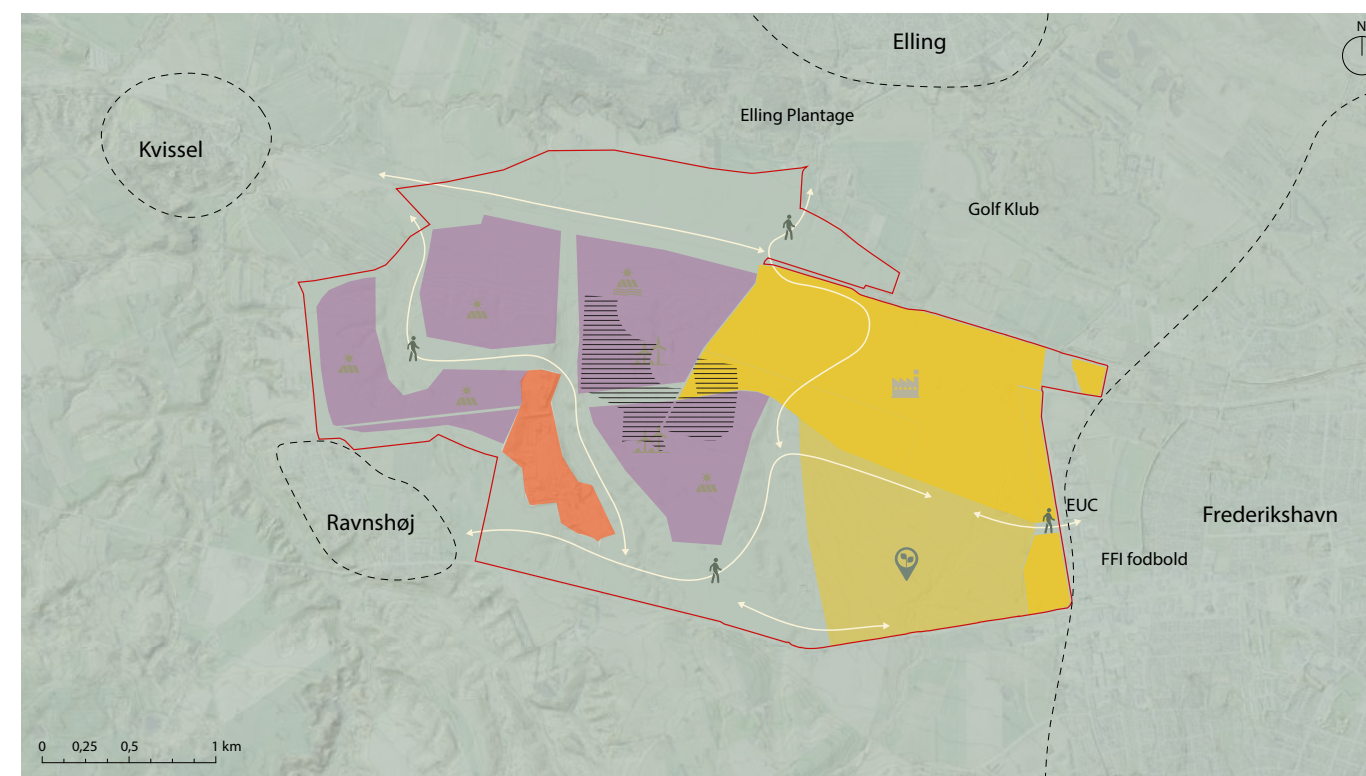 Elling
N
Elling Plantage
Kvissel
Golf Klub
EUC
Ravnshøj
Frederikshavn
FFI fodbold
0 0,25 0,5 1 km